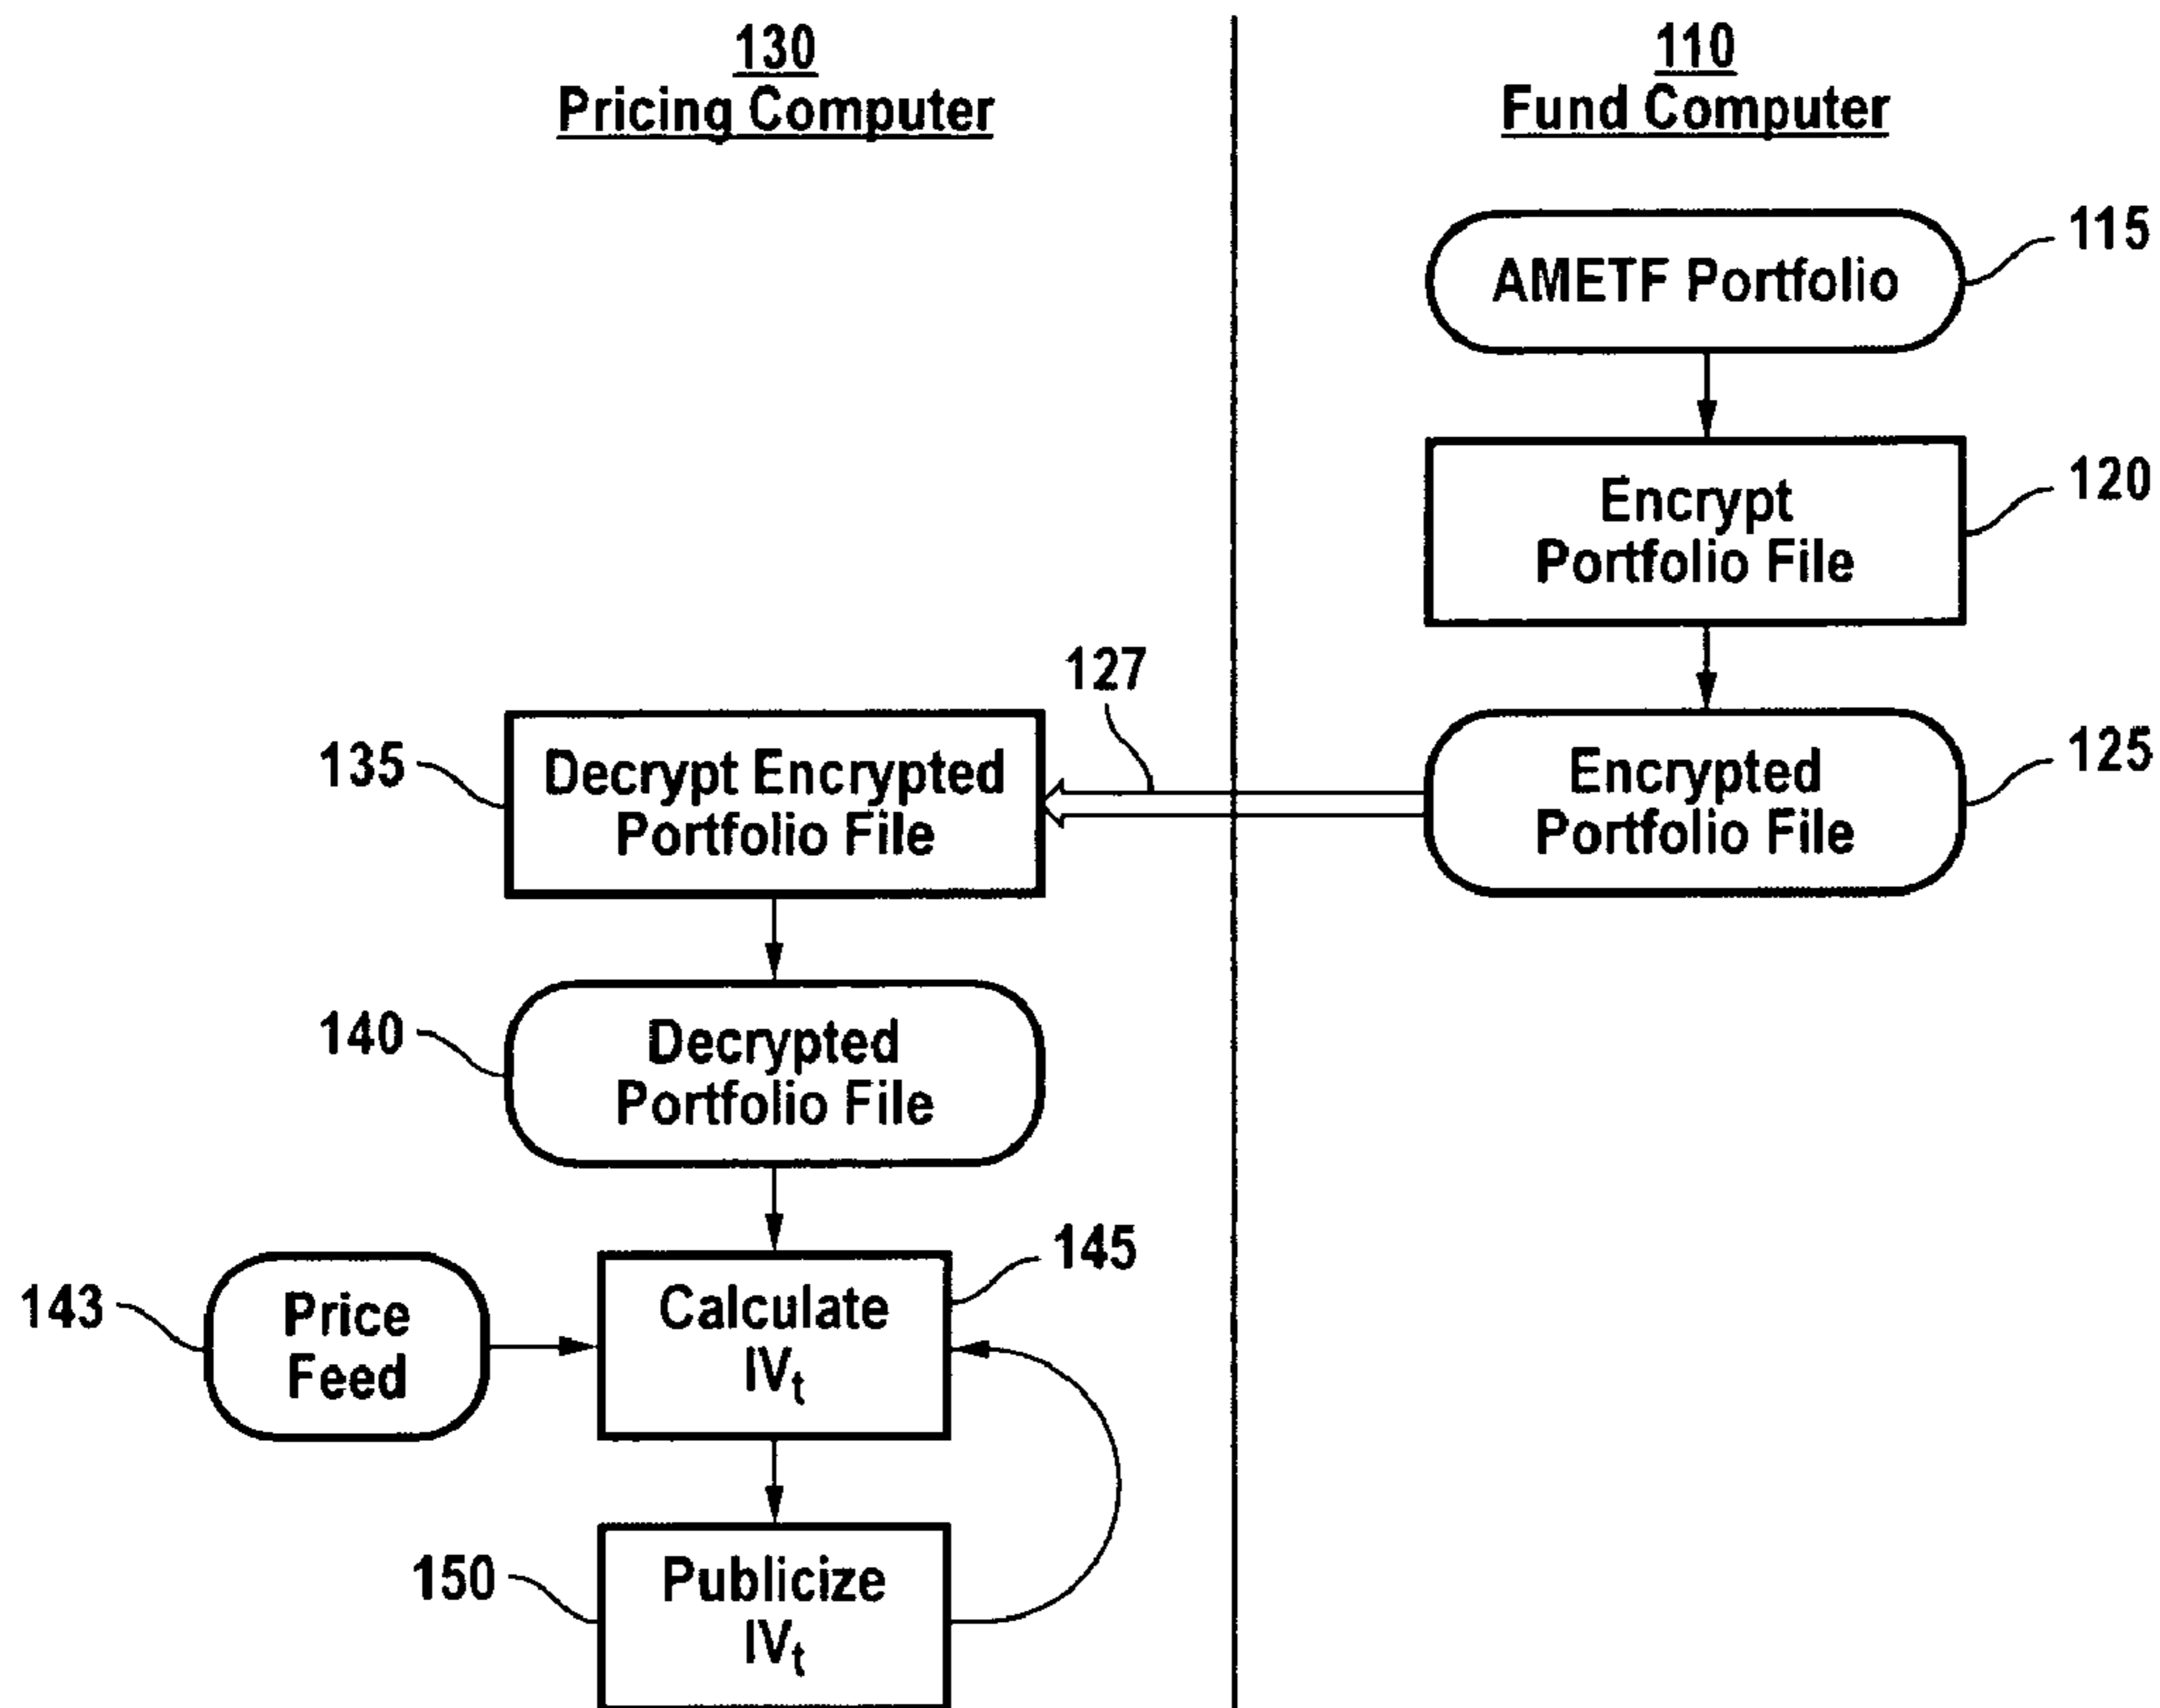 130
Pricing Computer
110
Fund Computer
AMETF Portfolio
115
Encrypt
Portfolio File
120
127
135
Decrypt Encrypted
Portfolio File
Encrypted
Portfolio File
125
140
Decrypted
Portfolio File
143
Price
Feed
Calculate
IVt
145
150
Publicize
IVt